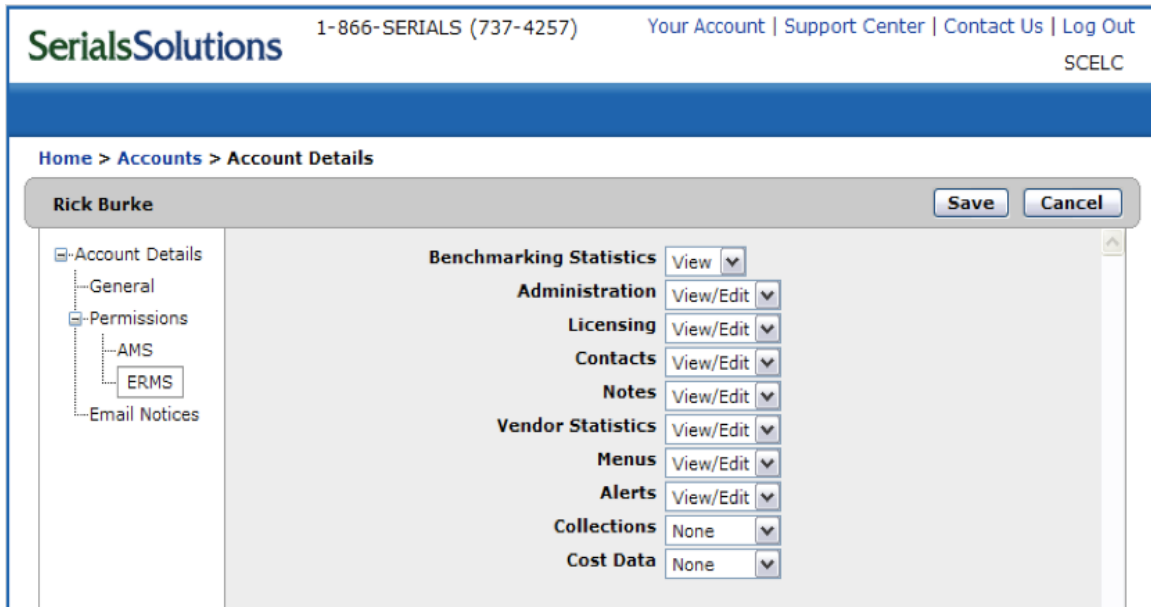 SerialsSolutions
1-866-SERIALS (737-4257)
Your Account | Support Center | Contact Us | Log Out
SCELC
Home > Accounts > Account Details
Rick Burke
Save
Cancel
Account Details
General
Permissions
AMS
ERMS
Email Notices
Benchmarking Statistics View
Administration View/Edit
Licensing View/Edit
Contacts View/Edit
Notes View/Edit
Vendor Statistics View/Edit
Menus View/Edit
Alerts View/Edit
Collections None
Cost Data None